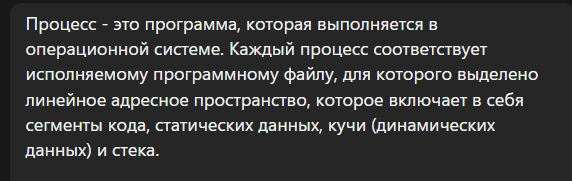 Процесс - это программа, которая выполняется в
операционной системе. Каждый процесс соответствует
исполняемому программному файлу, для которого выделено
линейное адресное пространство, которое включает в себя
сегменты кода, статических данных, кучи (динамических
данных) и стека.